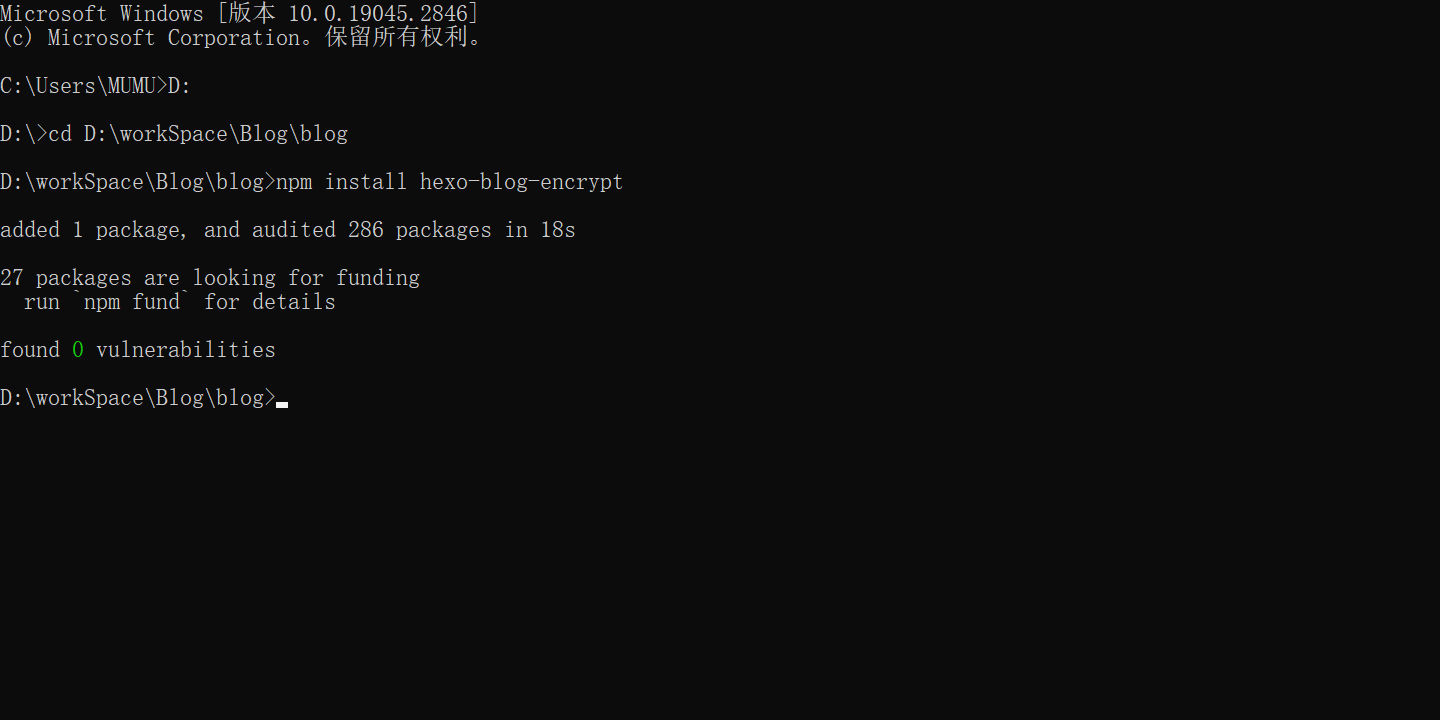 Microsoft Windows [版本 10.0.19045.2846]
(c) Microsoft Corporation。保留所有权利。
C:\Users\MUMU>D:
D:\>cd D:\workSpace\Blog\blog
D:\workSpace\Blog\blog>npm install hexo-blog-encrypt
added 1 package, and audited 286 packages in 18s
27 packages are looking for funding
  run `npm fund` for details
found 0 vulnerabilities
D:\workSpace\Blog\blog>